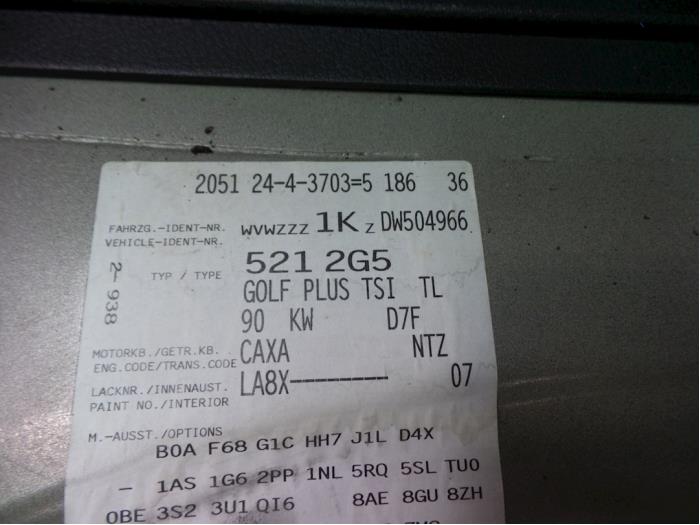 2051 24-4-3703=5 186 36
FAHRZG.-IDENT-NR. WVWZZZ 1K Z DW504966
VEHICLE-IDENT-NR.
2- 938
TYP / TYPE 521 2G5
GOLF PLUS TSI TL
90 KW D7F
MOTORKB./GETR.KB. CAXA NTZ
ENG.CODE/TRANS.CODE
LACKNR./INNENAUST. LA8X-------- 07
PAINT NO./INTERIOR
M.-AUSST./OPTIONS
B0A F68 G1C HH7 J1L D4X
- 1AS 1G6 2PP 1NL 5RQ 5SL TU0
0BE 3S2 3U1 QI6 8AE 8GU 8ZH